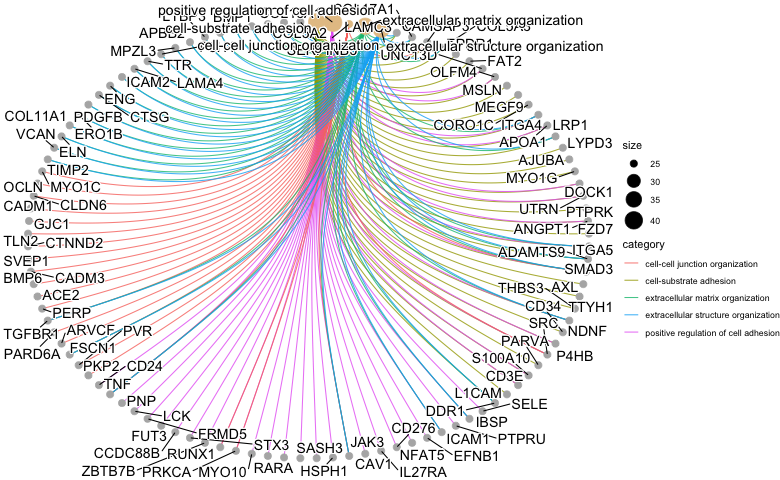 positive regulation of cell adhesion
extracellular matrix organization
cell-substrate adhesion
LAMC3
cell-cell junction organization
extracellular structure organization
UNC13D
FAT2
MPZL3
TTR
OLFM4
ICAM2
LAMA4
MSLN
ENG
MEGF9
COL11A1
PDGFB
CTSG
CORO1C
ITGA4
LRP1
VCAN
ERO1B
APOA1
LYPD3
ELN
AJUBA
TIMP2
MYO1G
OCLN
MYO1C
DOCK1
CADM1
CLDN6
UTRN
PTPRK
GJC1
ANGPT1
FZD7
TLN2
CTNND2
ADAMTS9
ITGA5
SVEP1
SMAD3
BMP6
CADM3
THBS3
AXL
ACE2
CD34
TTYH1
PERP
SRC
NDNF
TGFBR1
ARVCF
PVR
PARVA
PARD6A
FSCN1
S100A10
P4HB
PKP2
CD24
CD3E
TNF
L1CAM
SELE
PNP
DDR1
IBSP
LCK
CD276
ICAM1
PTPRU
FUT3
FRMD5
STX3
SASH3
JAK3
NFAT5
EFNB1
CCDC88B
RUNX1
ZBTB7B
PRKCA
MYO10
RARA
HSPH1
CAV1
IL27RA
size
25
30
35
40
category
cell-cell junction organization
cell-substrate adhesion
extracellular matrix organization
extracellular structure organization
positive regulation of cell adhesion